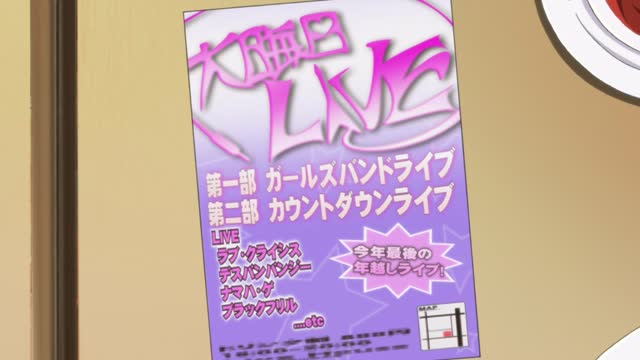 大晦日
LIVE
第一部 ガールズバンドライブ
第二部 カウントダウンライブ
LIVE
ラブ・クライシス
デスバンバンジー
ナマハ・ゲ
ブラックフリル
....etc
今年最後の
年越しライブ!
MAP